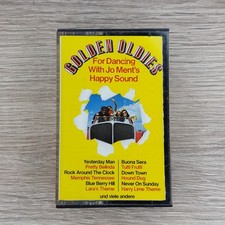 GOLDEN OLDIES
For Dancing
With Jo Ment's
Happy Sound
Yesterday Man
Pretty Belinda
Rock Around The Clock
Memphis Tennessee
Blue Berry Hill
Lara's Theme
Buona Sera
Tutti Frutti
Down Town
Hound Dog
Never On Sunday
Harry Lime Theme
und viele andere